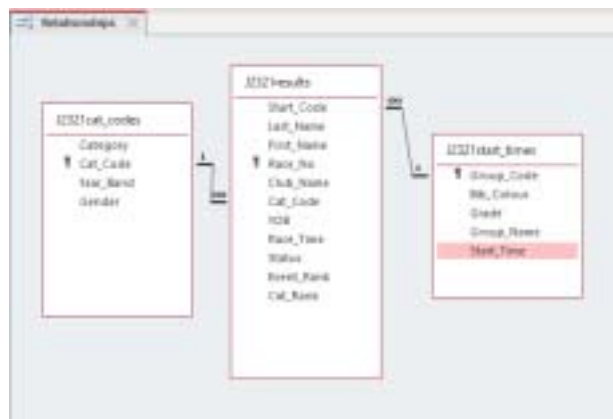 Relationships
J2321cat_codes
Category
Cat_Code
Year_Band
Gender
1
∞
J2321results
Start_Code
Last_Name
First_Name
Race_No
Club_Name
Cat_Code
YOB
Race_Time
Status
Event_Rank
Cat_Rank
∞
1
J2321start_times
Group_Code
Bib_Colour
Grade
Group_Name
Start_Time